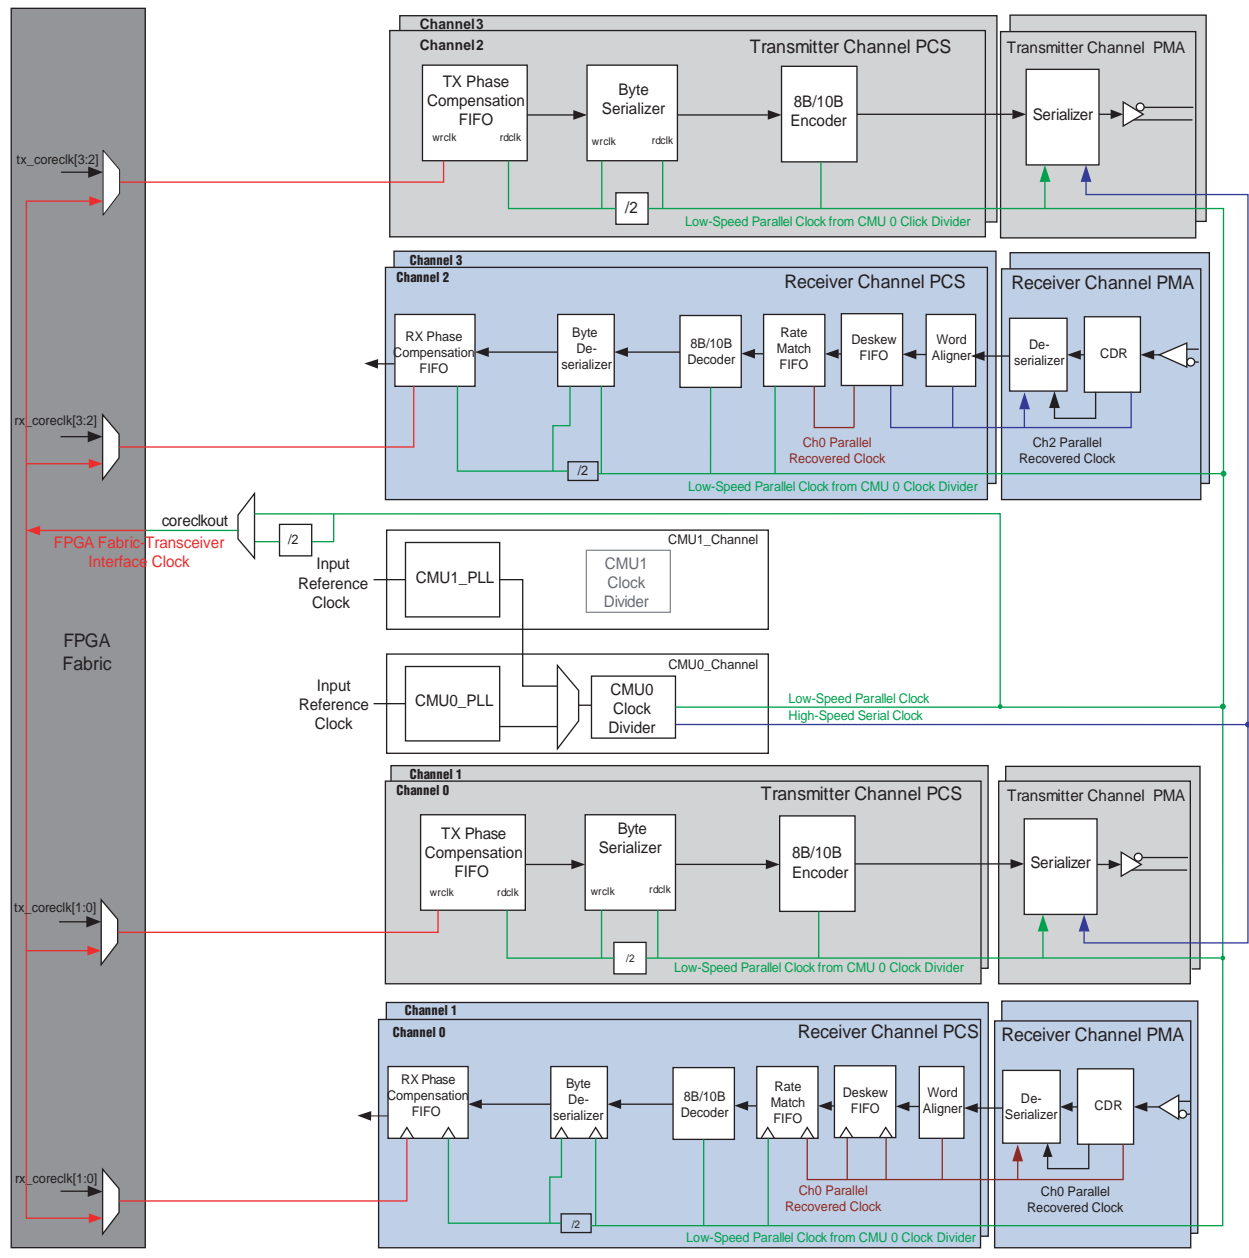 Channel3
Channel2
Transmitter Channel PCS
Transmitter Channel PMA
TX Phase
Compensation
FIFO
wrclk
rdclk
Byte
Serializer
wrclk
rdclk
8B/10B
Encoder
Serializer
/2
Low-Speed Parallel Clock from CMU 0 Click Divider
tx_coreclk[3:2]
Channel 3
Channel 2
Receiver Channel PCS
Receiver Channel PMA
RX Phase
Compensation
FIFO
Byte
De-
serializer
8B/10B
Decoder
Rate
Match
FIFO
Deskew
FIFO
Word
Aligner
De-
serializer
CDR
/2
Ch0 Parallel
Recovered Clock
Ch2 Parallel
Recovered Clock
Low-Speed Parallel Clock from CMU 0 Clock Divider
rx_coreclk[3:2]
coreclkout
/2
FPGA Fabric-Transceiver
Interface Clock
FPGA
Fabric
CMU1_Channel
Input
Reference
Clock
CMU1_PLL
CMU1
Clock
Divider
CMU0_Channel
Input
Reference
Clock
CMU0_PLL
CMU0
Clock
Divider
Low-Speed Parallel Clock
High-Speed Serial Clock
Channel 1
Channel 0
Transmitter Channel PCS
Transmitter Channel PMA
TX Phase
Compensation
FIFO
wrclk
rdclk
Byte
Serializer
wrclk
rdclk
8B/10B
Encoder
Serializer
/2
Low-Speed Parallel Clock from CMU 0 Clock Divider
tx_coreclk[1:0]
Channel 1
Channel 0
Receiver Channel PCS
Receiver Channel PMA
RX Phase
Compensation
FIFO
Byte
De-
serializer
8B/10B
Decoder
Rate
Match
FIFO
Deskew
FIFO
Word
Aligner
De-
Serializer
CDR
/2
Ch0 Parallel
Recovered Clock
Ch0 Parallel
Recovered Clock
Low-Speed Parallel Clock from CMU 0 Clock Divider
rx_coreclk[1:0]